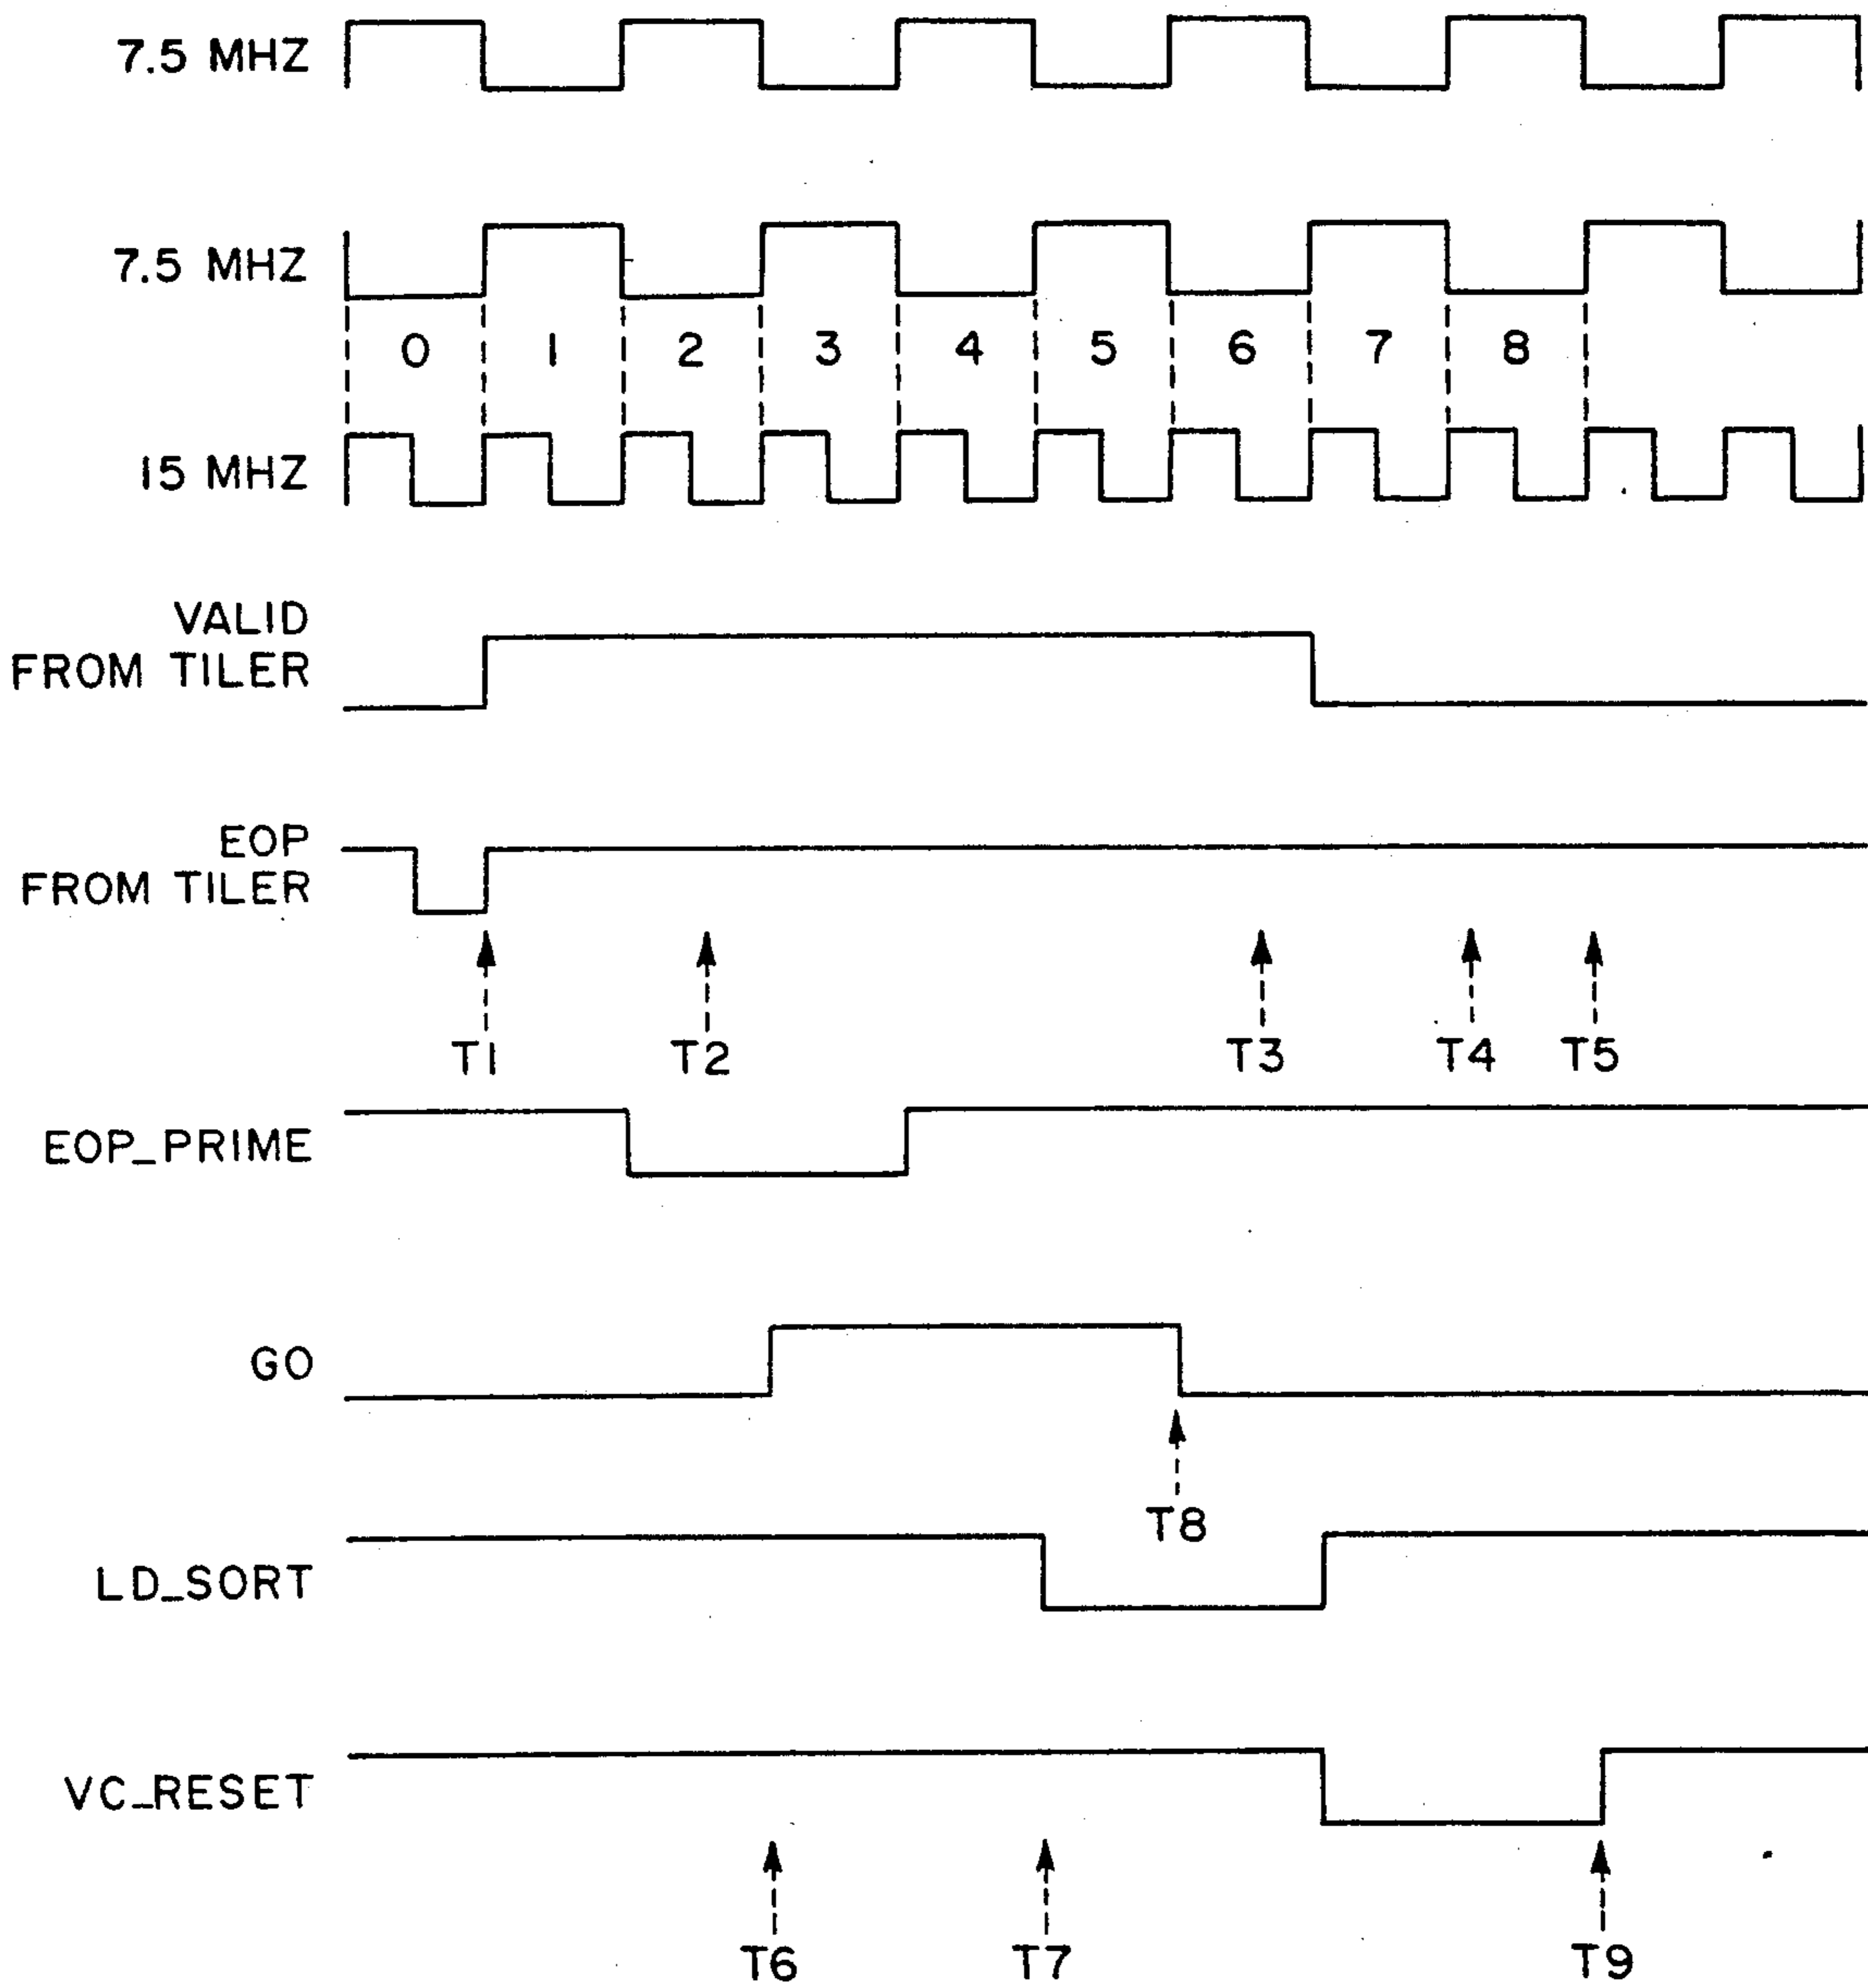 7.5 MHZ
7.5 MHZ
0 1 2 3 4 5 6 7 8
15 MHZ
VALID
FROM TILER
EOP
FROM TILER
T1 T2 T3 T4 T5
EOP_PRIME
GO
T8
LD_SORT
VC_RESET
T6 T7 T9